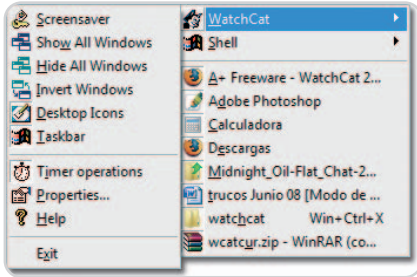 Screensaver
Show All Windows
Hide All Windows
Invert Windows
Desktop Icons
Taskbar
Timer operations
Properties...
Help
Exit
WatchCat
Shell
A+ Freeware - WatchCat 2...
Adobe Photoshop
Calculadora
Descargas
Midnight_Oil-Flat_Chat-2...
trucos Junio 08 [Modo de ...
watchcat Win+Ctrl+X
wcatcur.zip - WinRAR (co...